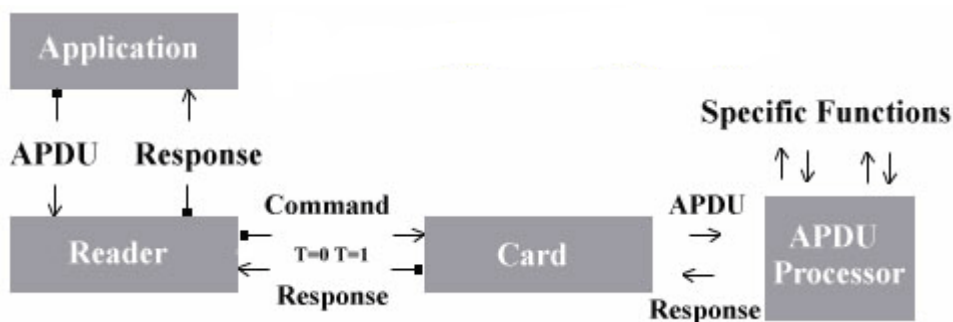 Application
Specific Functions
APDU Response
Command
APDU
Reader
T=0 T=1
Card
APDU
Processor
Response
Response